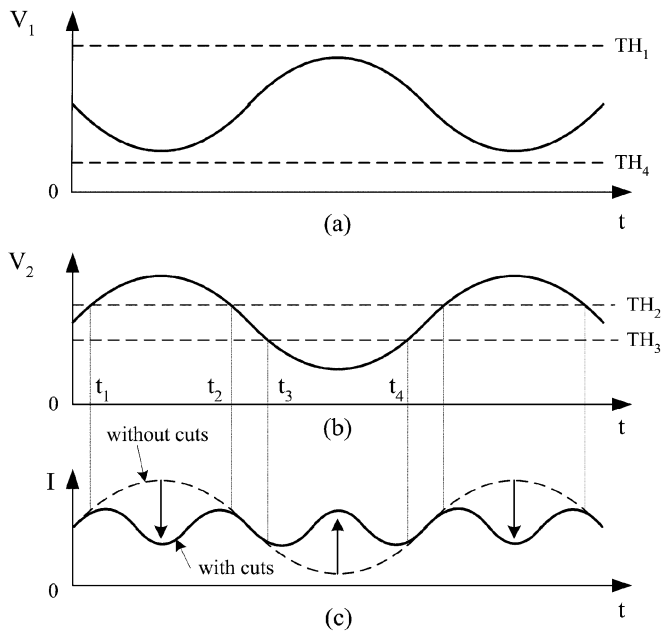 V1
TH1
TH4
0
t
(a)
V2
TH2
TH3
t1
t2
t3
t4
0
t
(b)
without cuts
I
with cuts
0
t
(c)